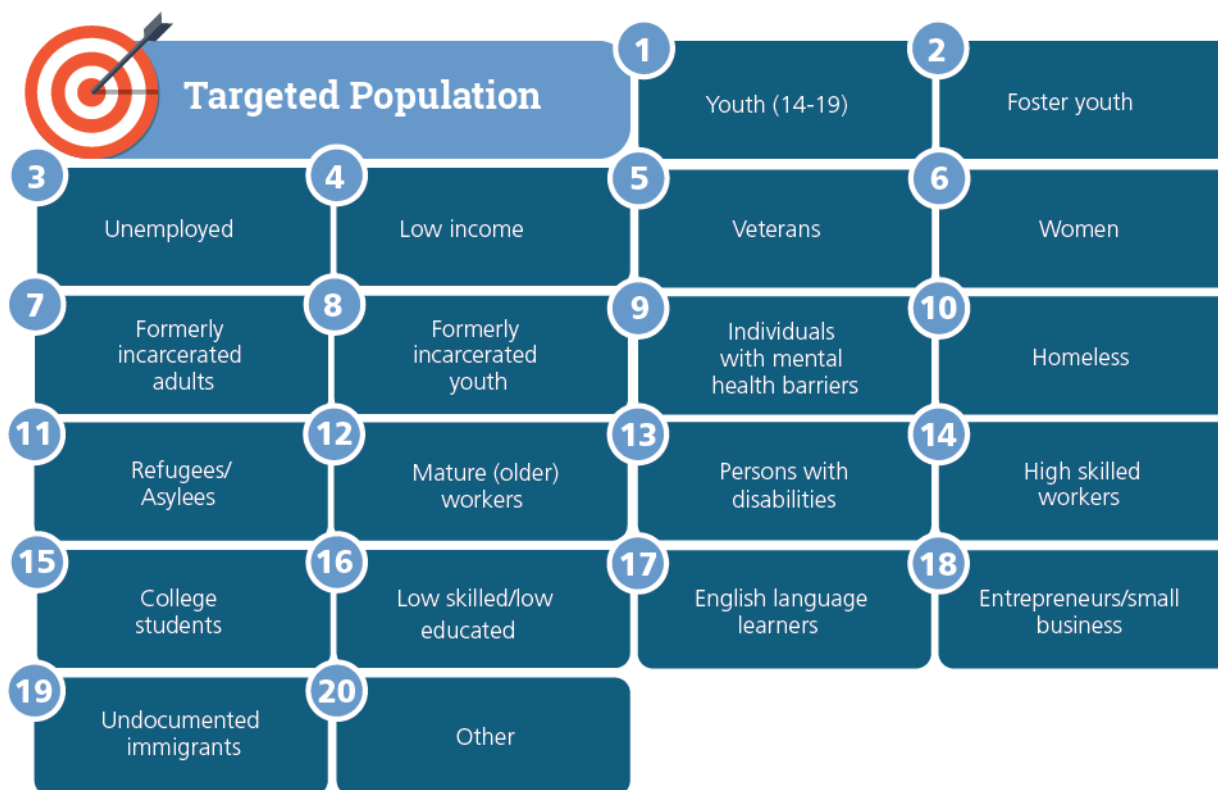 Targeted Population
1
Youth (14-19)
2
Foster youth
3
Unemployed
4
Low income
5
Veterans
6
Women
7
Formerly
incarcerated
adults
8
Formerly
incarcerated
youth
9
Individuals
with mental
health barriers
10
Homeless
11
Refugees/
Asylees
12
Mature (older)
workers
13
Persons with
disabilities
14
High skilled
workers
15
College
students
16
Low skilled/low
educated
17
English language
learners
18
Entrepreneurs/small
business
19
Undocumented
immigrants
20
Other